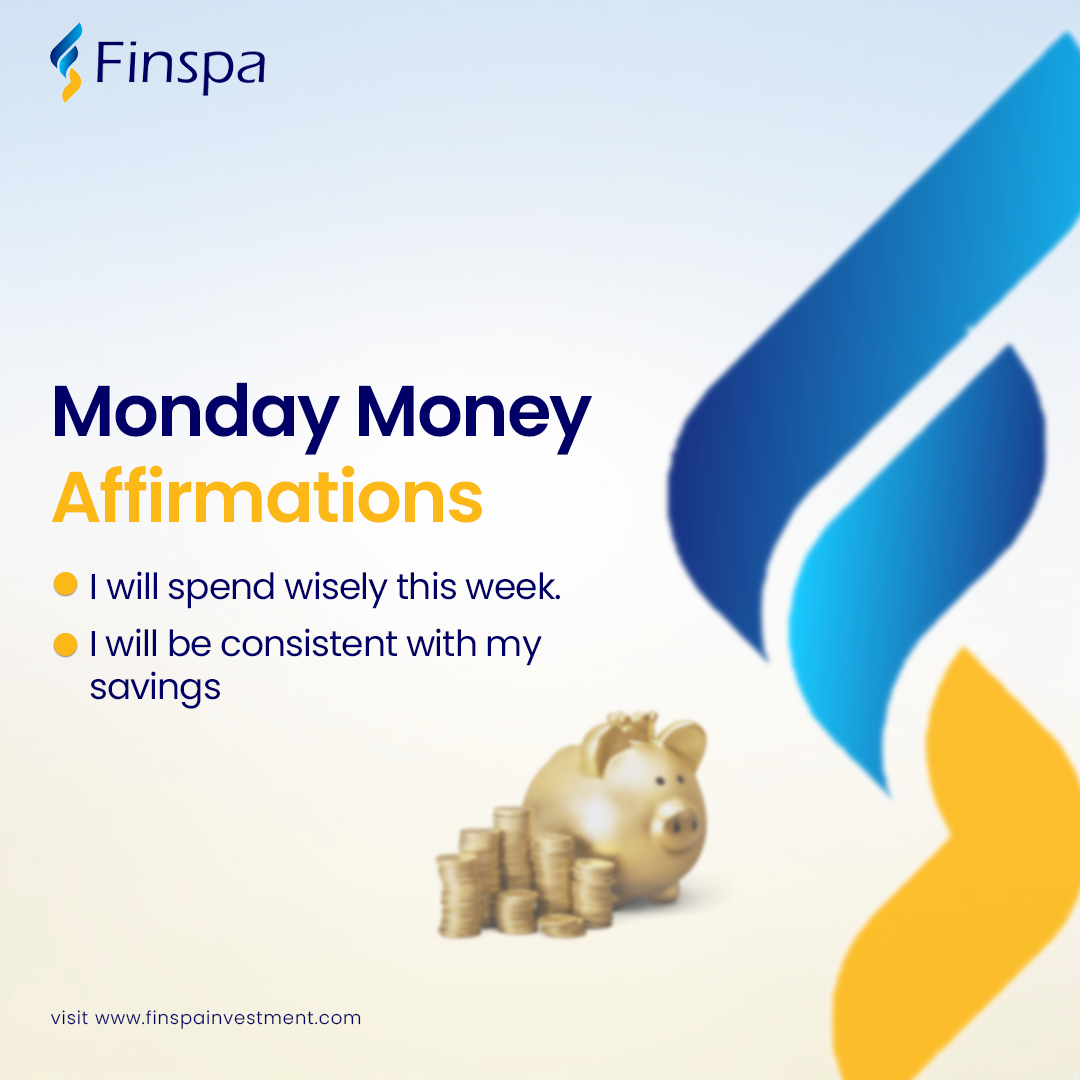 Finspa
Monday Money
Affirmations
I will spend wisely this week.
I will be consistent with my
savings
visit www.finspainvestment.com